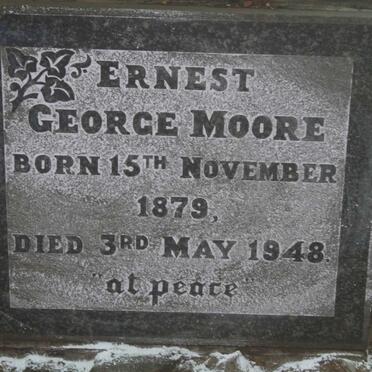 ERNEST
GEORGE MOORE
BORN 15TH NOVEMBER
1879,
DIED 3RD. MAY 1948.
"at peace"